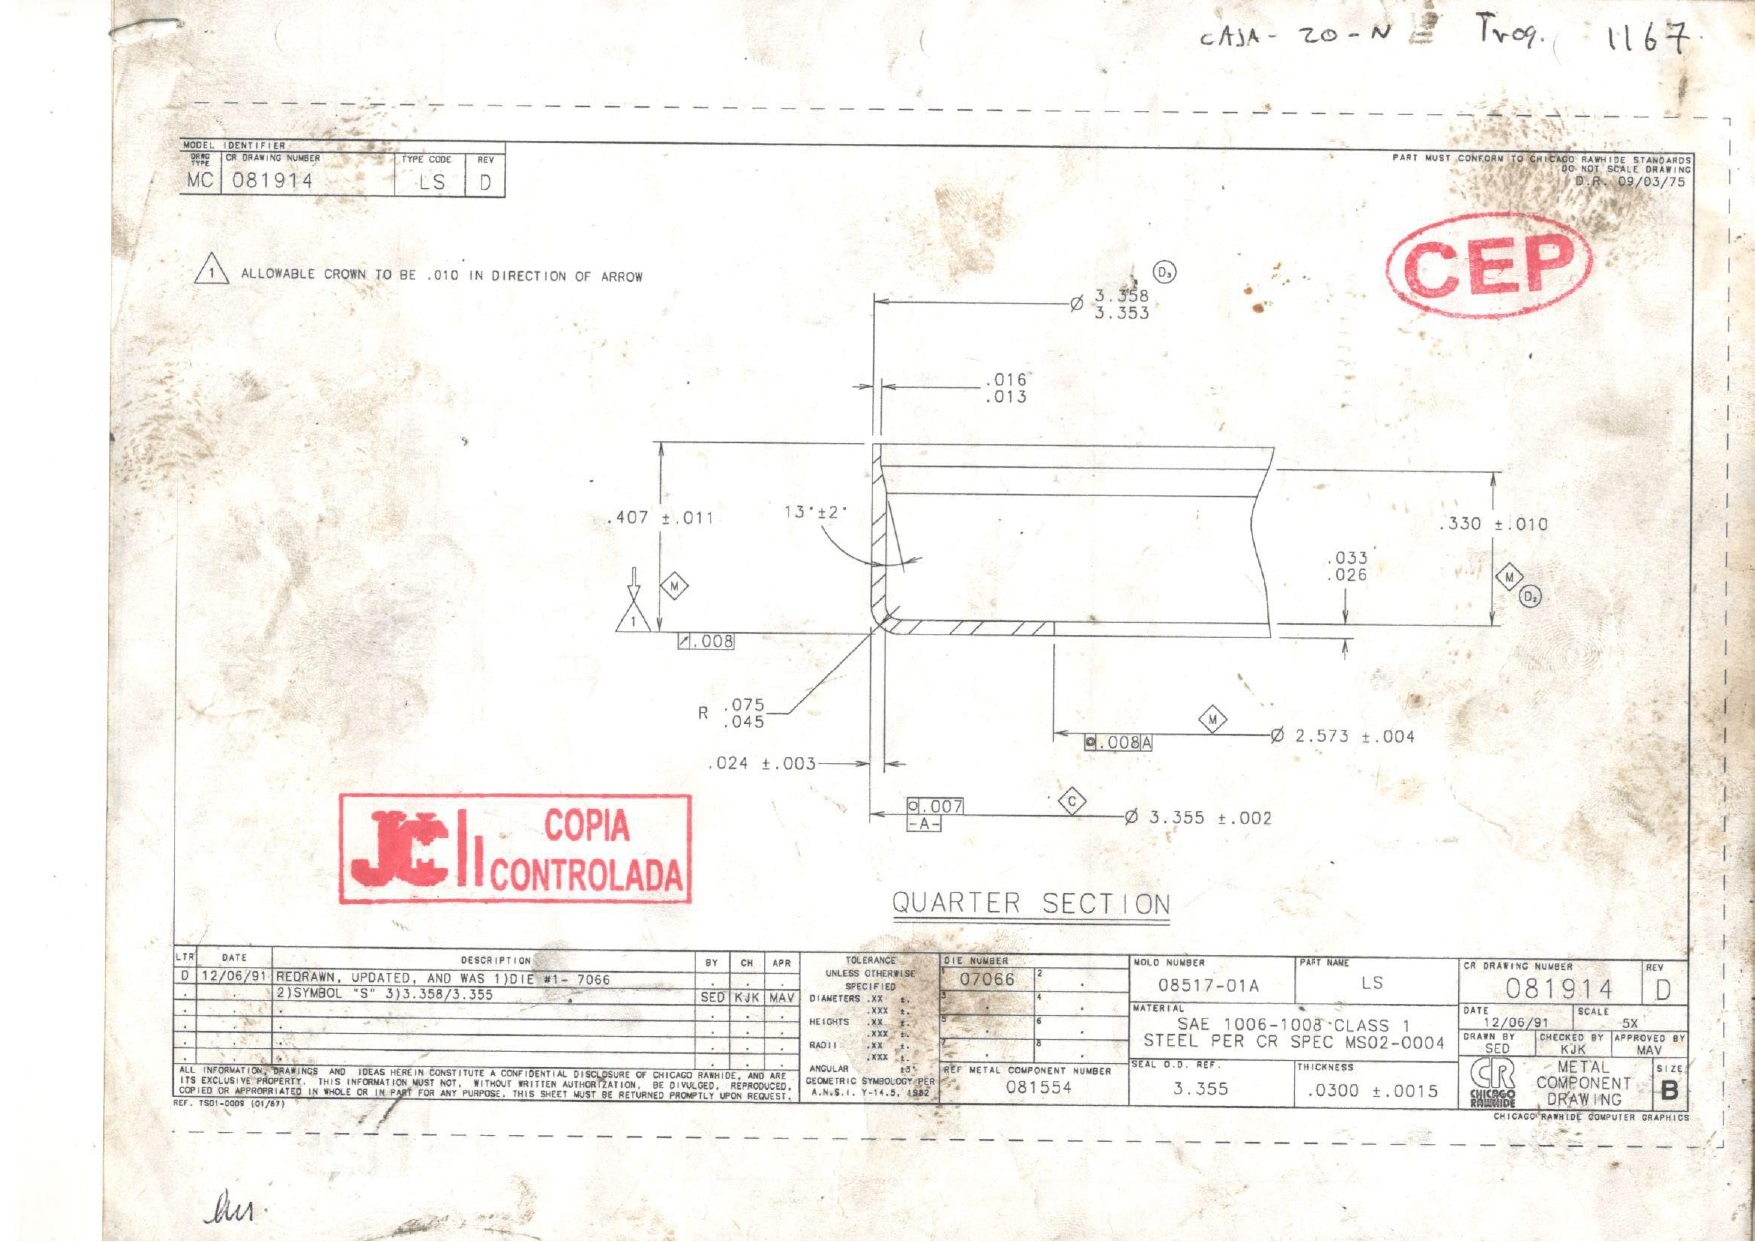 CAJA-20-N Troq. 1167
MODEL IDENTIFIER
DRWG TYPE CR DRAWING NUMBER TYPE CODE REV
MC 081914 LS D
PART MUST CONFORM TO CHICAGO RAWHIDE STANDARDS
DO NOT SCALE DRAWING
D.R. 09/03/75
CEP
1 ALLOWABLE CROWN TO BE .010 IN DIRECTION OF ARROW
D3
Ø 3.358
3.353
.016
.013
.407 ±.011
13°±2°
.330 ±.010
.033
.026
M
M
D2
1
.008
R .075
.045
M
.008 A
Ø 2.573 ±.004
.024 ±.003
.007
-A-
C
Ø 3.355 ±.002
JCI
COPIA
CONTROLADA
QUARTER SECTION
LTR DATE DESCRIPTION BY CH APR
D 12/06/91 REDRAWN, UPDATED, AND WAS 1)DIE #1- 7066
2)SYMBOL "S" 3)3.358/3.355 SED KJK MAV
ALL INFORMATION, DRAWINGS AND IDEAS HEREIN CONSTITUTE A CONFIDENTIAL DISCLOSURE OF CHICAGO RAWHIDE, AND ARE
ITS EXCLUSIVE PROPERTY. THIS INFORMATION MUST NOT, WITHOUT WRITTEN AUTHORIZATION, BE DIVULGED, REPRODUCED,
COPIED OR APPROPRIATED IN WHOLE OR IN PART FOR ANY PURPOSE. THIS SHEET MUST BE RETURNED PROMPTLY UPON REQUEST.
REF. TS01-0009 (01/87)
TOLERANCE
UNLESS OTHERWISE
SPECIFIED
DIAMETERS .XX ±.
.XXX ±.
HEIGHTS .XX ±.
.XXX ±.
RADII .XX ±.
.XXX ±.
ANGULAR ±5°
GEOMETRIC SYMBOLOGY PER
A.N.S.I. Y-14.5, 1982
DIE NUMBER
1 07066 2
3 4
5 6
7 8
REF METAL COMPONENT NUMBER
081554
MOLD NUMBER
08517-01A
PART NAME
LS
MATERIAL
SAE 1006-1008 CLASS 1
STEEL PER CR SPEC MS02-0004
SEAL O.D. REF.
3.355
THICKNESS
.0300 ±.0015
CR DRAWING NUMBER REV
081914 D
DATE SCALE
12/06/91 5X
DRAWN BY CHECKED BY APPROVED BY
SED KJK MAV
CR
CHICAGO
RAWHIDE
METAL
COMPONENT
DRAWING
SIZE
B
CHICAGO RAWHIDE COMPUTER GRAPHICS